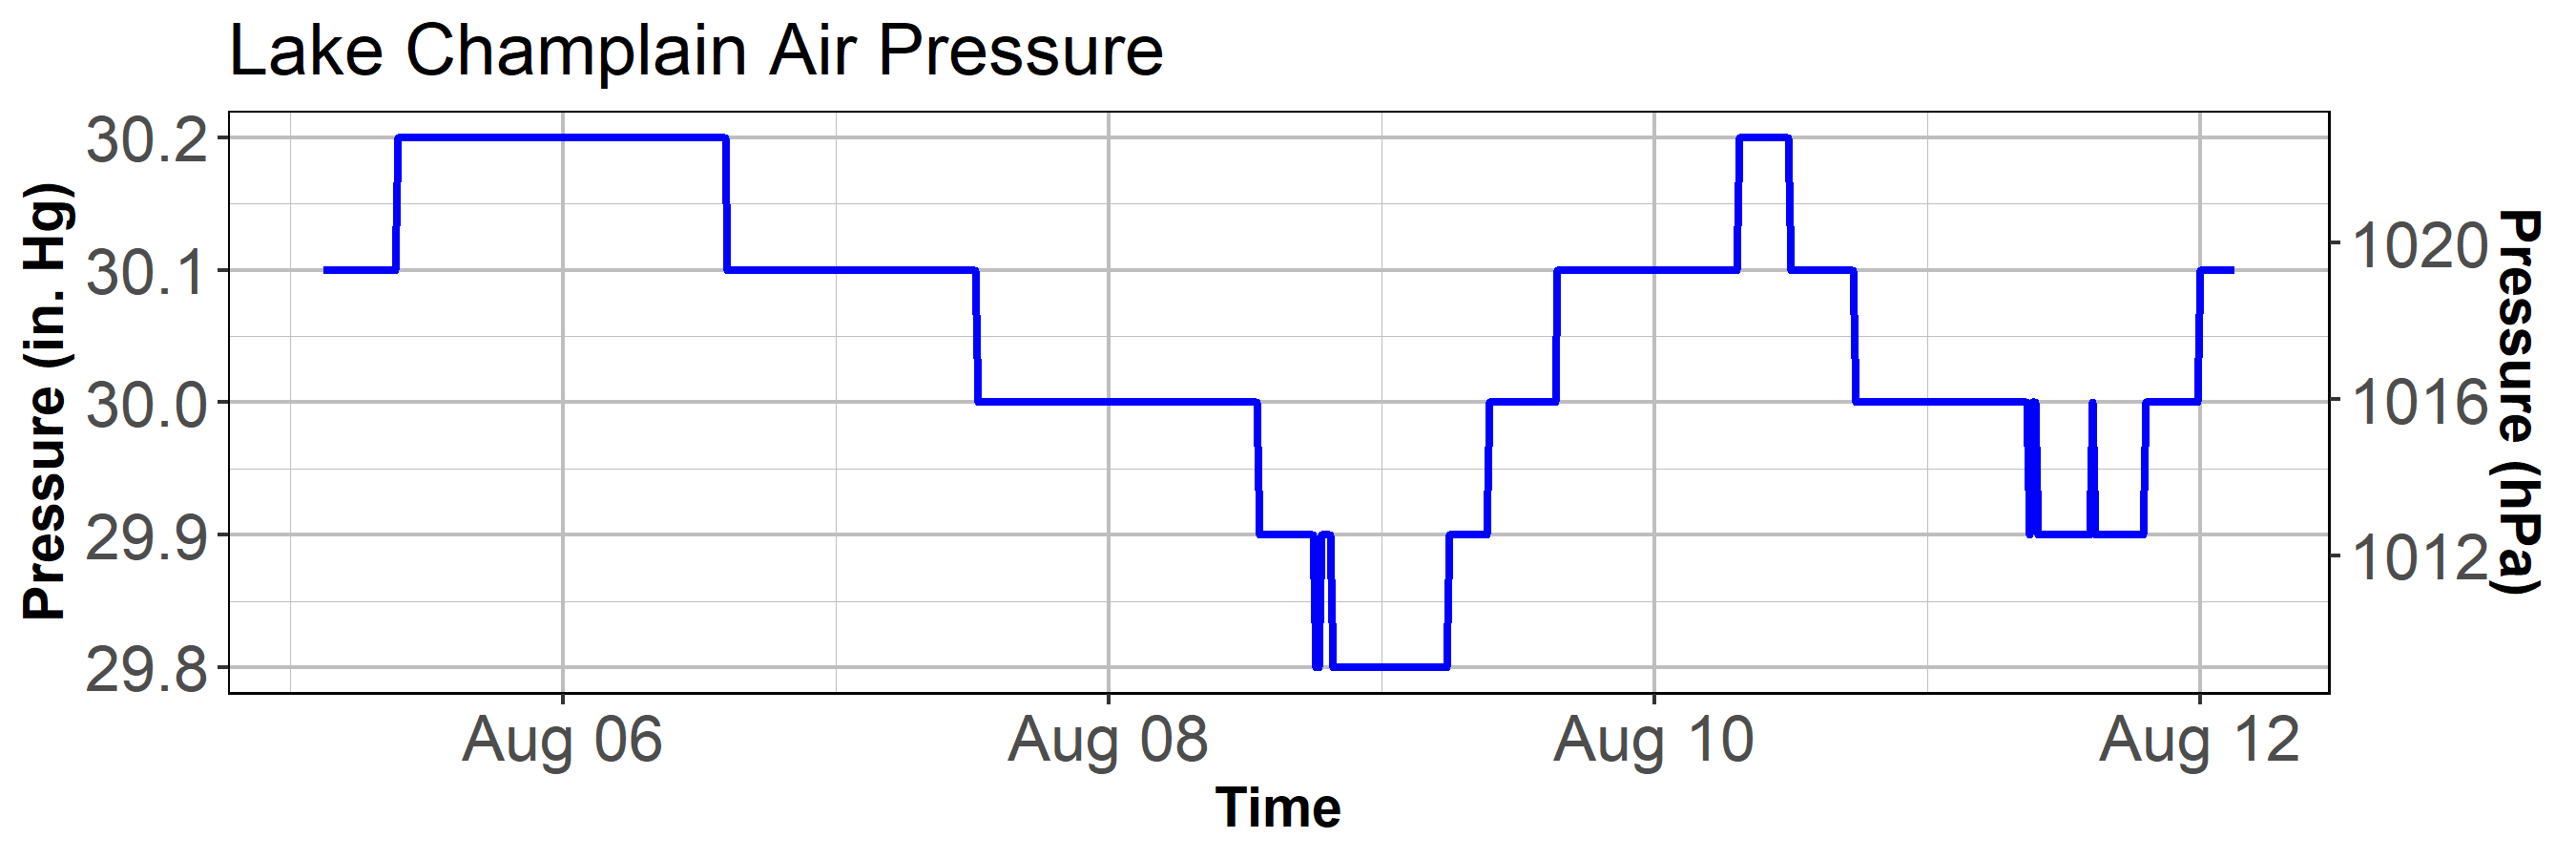 Lake Champlain Air Pressure
Pressure (in. Hg)
30.2
30.1
30.0
29.9
29.8
1020
1016
1012
Pressure (hPa)
Aug 06 Aug 08 Aug 10 Aug 12
Time